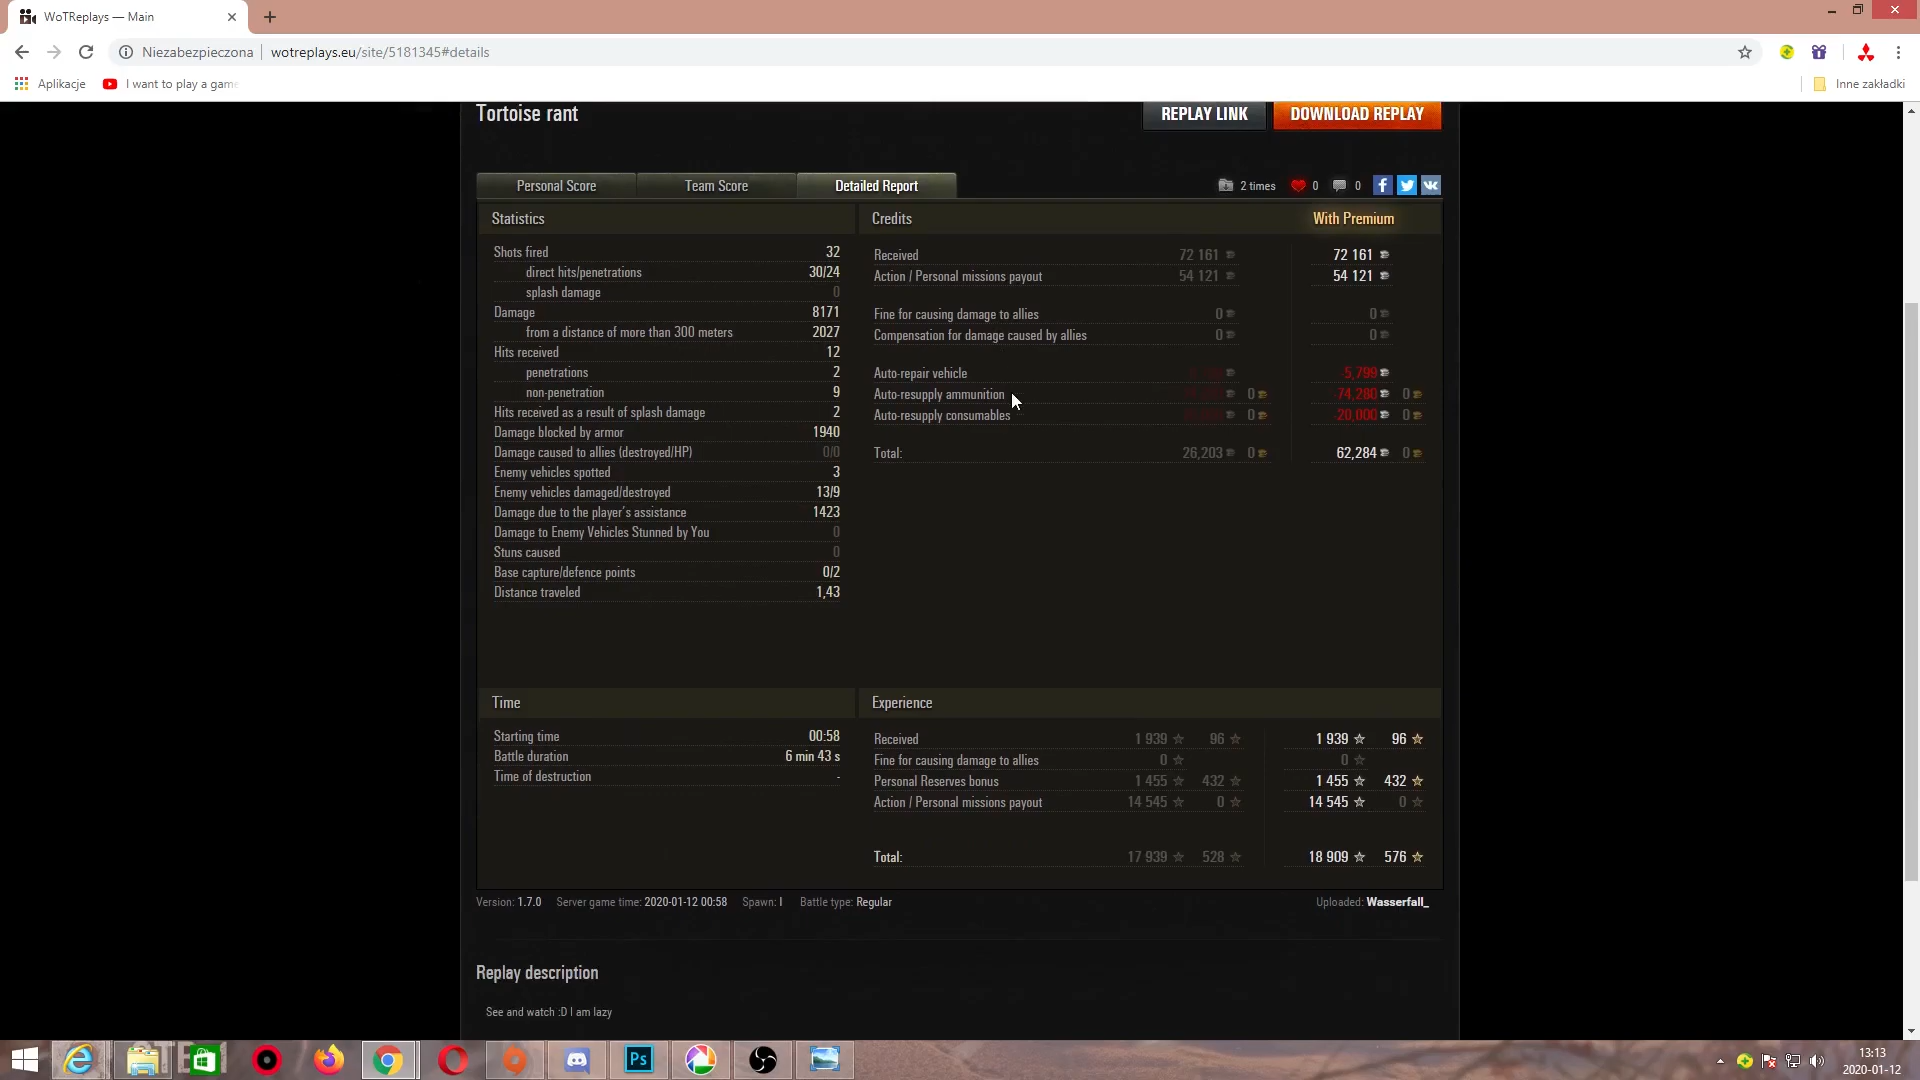 WoTReplays — Main
Niezabezpieczona wotreplays.eu/site/5181345#details
Aplikacje I want to play a game Inne zakładki
Tortoise rant REPLAY LINK DOWNLOAD REPLAY
Personal Score Team Score Detailed Report 2 times 0 0
Statistics Credits With Premium
Shots fired 32
direct hits/penetrations 30/24
splash damage 0
Damage 8171
from a distance of more than 300 meters 2027
Hits received 12
penetrations 2
non-penetration 9
Hits received as a result of splash damage 2
Damage blocked by armor 1940
Damage caused to allies (destroyed/HP) 0/0
Enemy vehicles spotted 3
Enemy vehicles damaged/destroyed 13/9
Damage due to the player's assistance 1423
Damage to Enemy Vehicles Stunned by You 0
Stuns caused 0
Base capture/defence points 0/2
Distance traveled 1,43
Received 72 161 72 161
Action / Personal missions payout 54 121 54 121
Fine for causing damage to allies 0 0
Compensation for damage caused by allies 0 0
Auto-repair vehicle -5,799
Auto-resupply ammunition 0 -74,280 0
Auto-resupply consumables 0 -20,000 0
Total: 26,203 0 62,284 0
Time Experience
Starting time 00:58
Battle duration 6 min 43 s
Time of destruction -
Received 1 939 96 1 939 96
Fine for causing damage to allies 0 0
Personal Reserves bonus 1 455 432 1 455 432
Action / Personal missions payout 14 545 0 14 545 0
Total: 17 939 528 18 909 576
Version: 1.7.0 Server game time: 2020-01-12 00:58 Spawn: I Battle type: Regular Uploaded: Wasserfall_
Replay description
See and watch :D I am lazy
Ps
13:13
2020-01-12